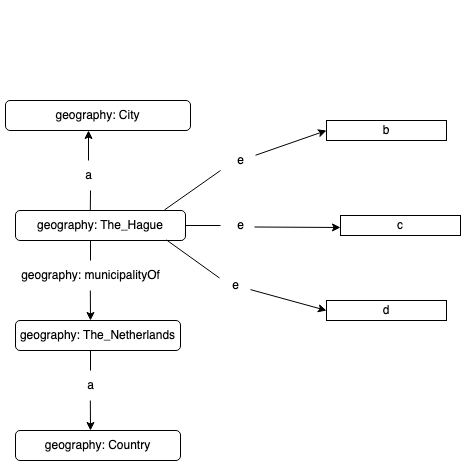 geography: City
b
e
a
geography: The_Hague
e
c
geography: municipalityOf
e
d
geography: The_Netherlands
a
geography: Country